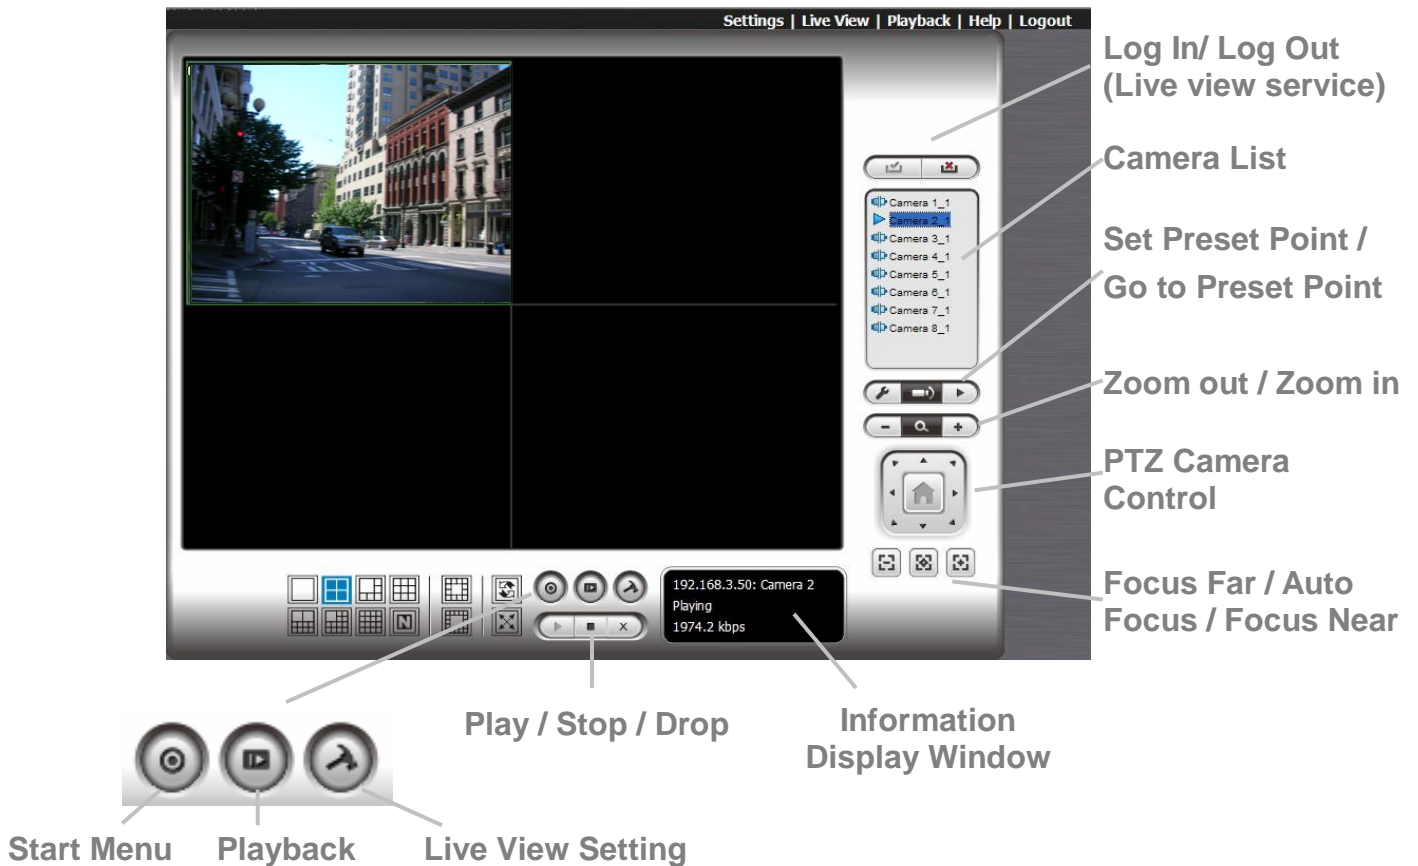 Settings | Live View | Playback | Help | Logout
Log In/ Log Out
(Live view service)
Camera List
Camera 1_1
Camera 2_1
Camera 3_1
Camera 4_1
Camera 5_1
Camera 6_1
Camera 7_1
Camera 8_1
Set Preset Point /
Go to Preset Point
Zoom out / Zoom in
PTZ Camera
Control
Focus Far / Auto
Focus / Focus Near
192.168.3.50: Camera 2
Playing
1974.2 kbps
Play / Stop / Drop
Information
Display Window
Start Menu
Playback
Live View Setting